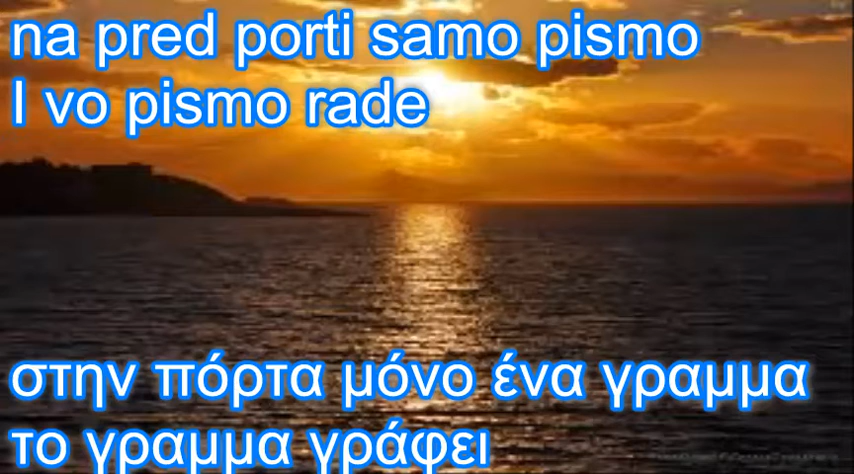 na pred porti samo pismo
I vo pismo rade
στην πόρτα μόνο ένα γραμμα
το γραμμα γράφει